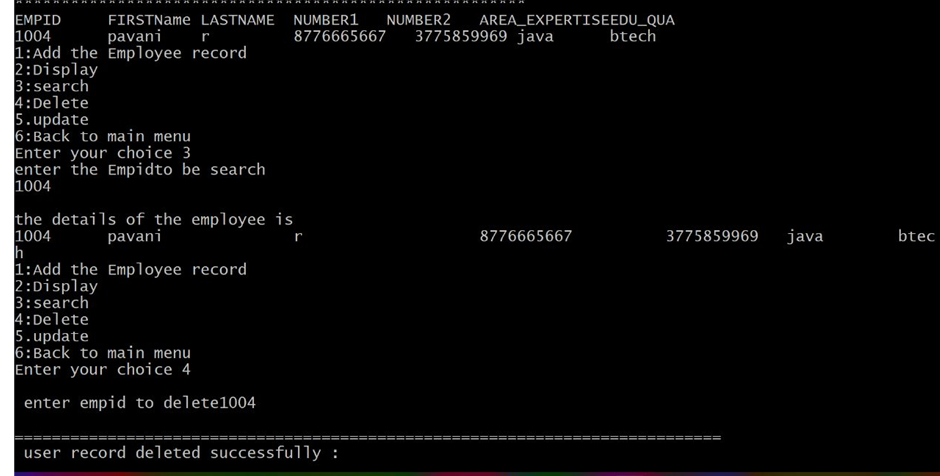 EMPID FIRSTName LASTNAME NUMBER1 NUMBER2 AREA_EXPERTISEEDU_QUA
1004 pavani r 8776665667 3775859969 java btech
1:Add the Employee record
2:Display
3:search
4:Delete
5.update
6:Back to main menu
Enter your choice 3
enter the Empidto be search
1004
the details of the employee is
1004 pavani r 8776665667 3775859969 java btec
h
1:Add the Employee record
2:Display
3:search
4:Delete
5.update
6:Back to main menu
Enter your choice 4
enter empid to delete1004
==============================================================================
user record deleted successfully :